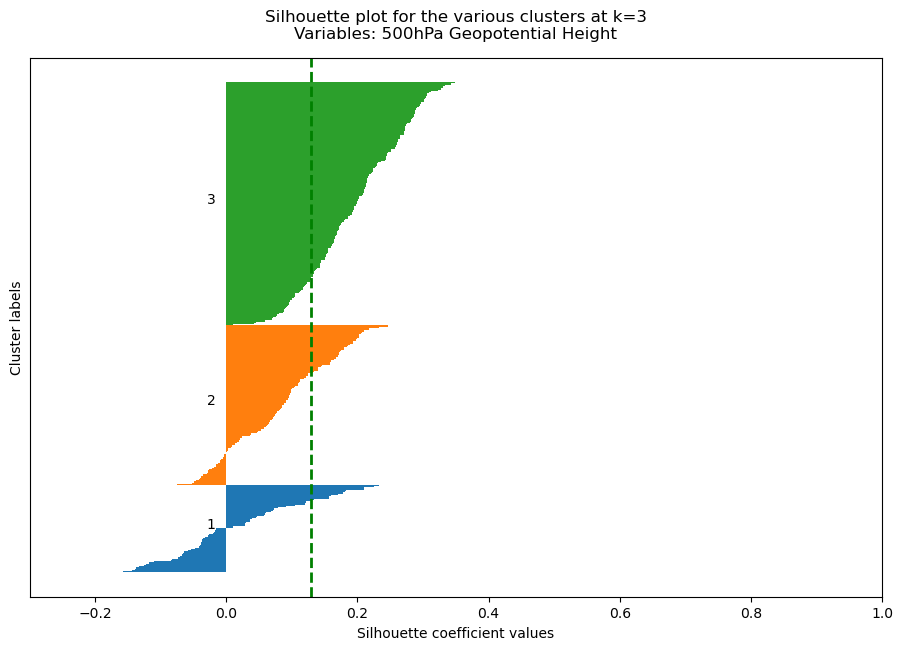 Silhouette plot for the various clusters at k=3
Variables: 500hPa Geopotential Height
3
2
1
Cluster labels
−0.2 0.0 0.2 0.4 0.6 0.8 1.0
Silhouette coefficient values